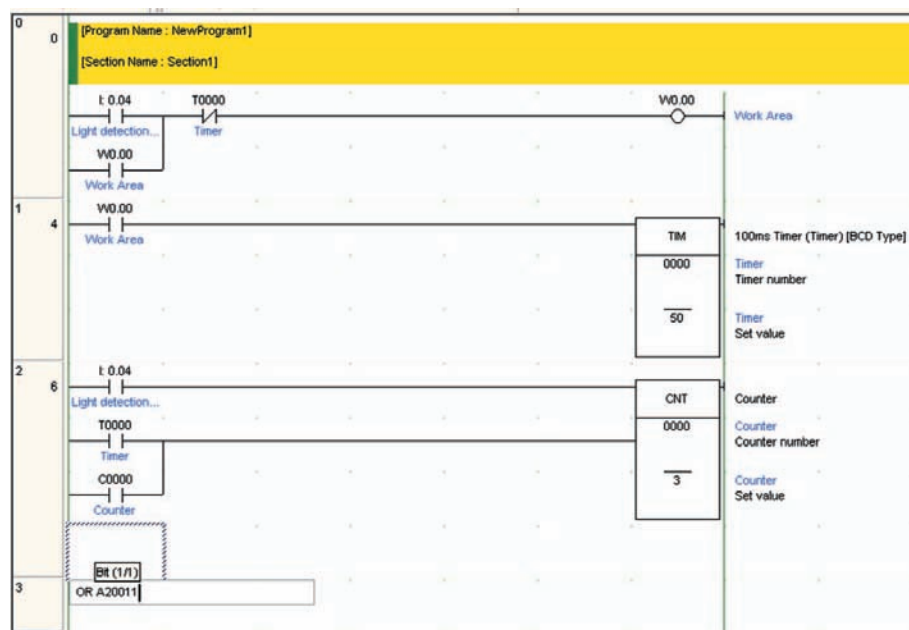 0
0
[Program Name : NewProgram1]
[Section Name : Section1]
I: 0.04
T0000
W0.00
Light detection...
Timer
Work Area
W0.00
Work Area
1
4
W0.00
Work Area
TIM
100ms Timer (Timer) [BCD Type]
0000
Timer
Timer number
50
Timer
Set value
2
6
I: 0.04
Light detection...
CNT
Counter
T0000
0000
Counter
Counter number
Timer
C0000
3
Counter
Set value
Counter
Bit (1/1)
3
OR A20011